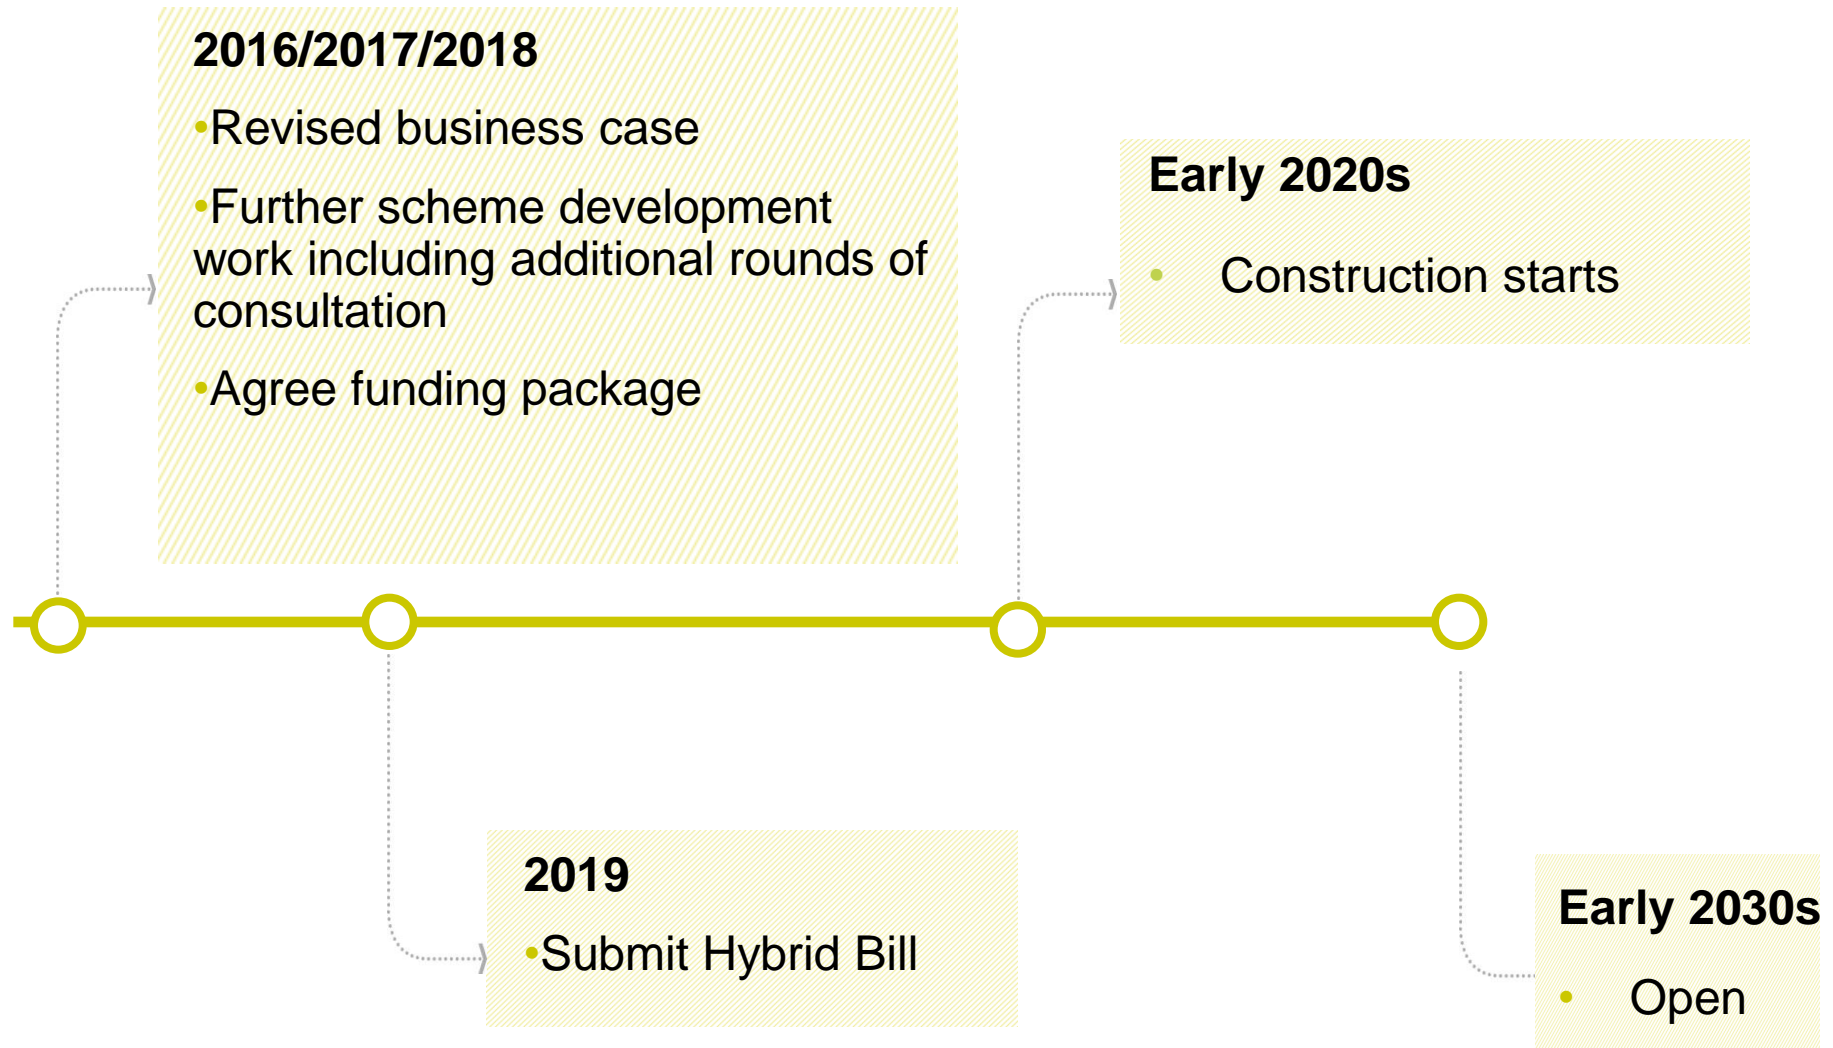 2016/2017/2018
•Revised business case
•Further scheme development
work including additional rounds of
consultation
•Agree funding package
Early 2020s
• Construction starts
2019
•Submit Hybrid Bill
Early 2030s
• Open